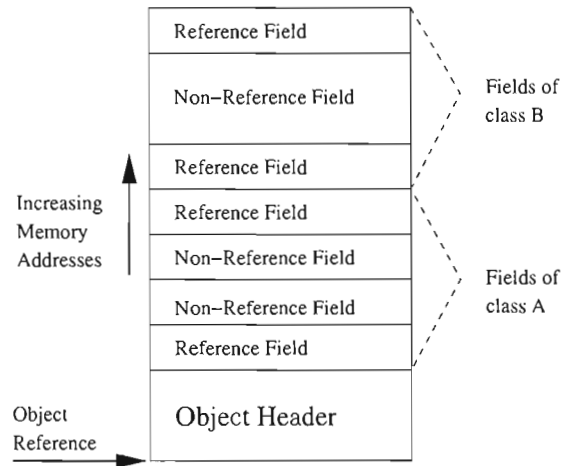 Reference Field
Non−Reference Field
Fields of
class B
Reference Field
Increasing
Memory
Addresses
Reference Field
Non−Reference Field
Non−Reference Field
Fields of
class A
Reference Field
Object Header
Object
Reference